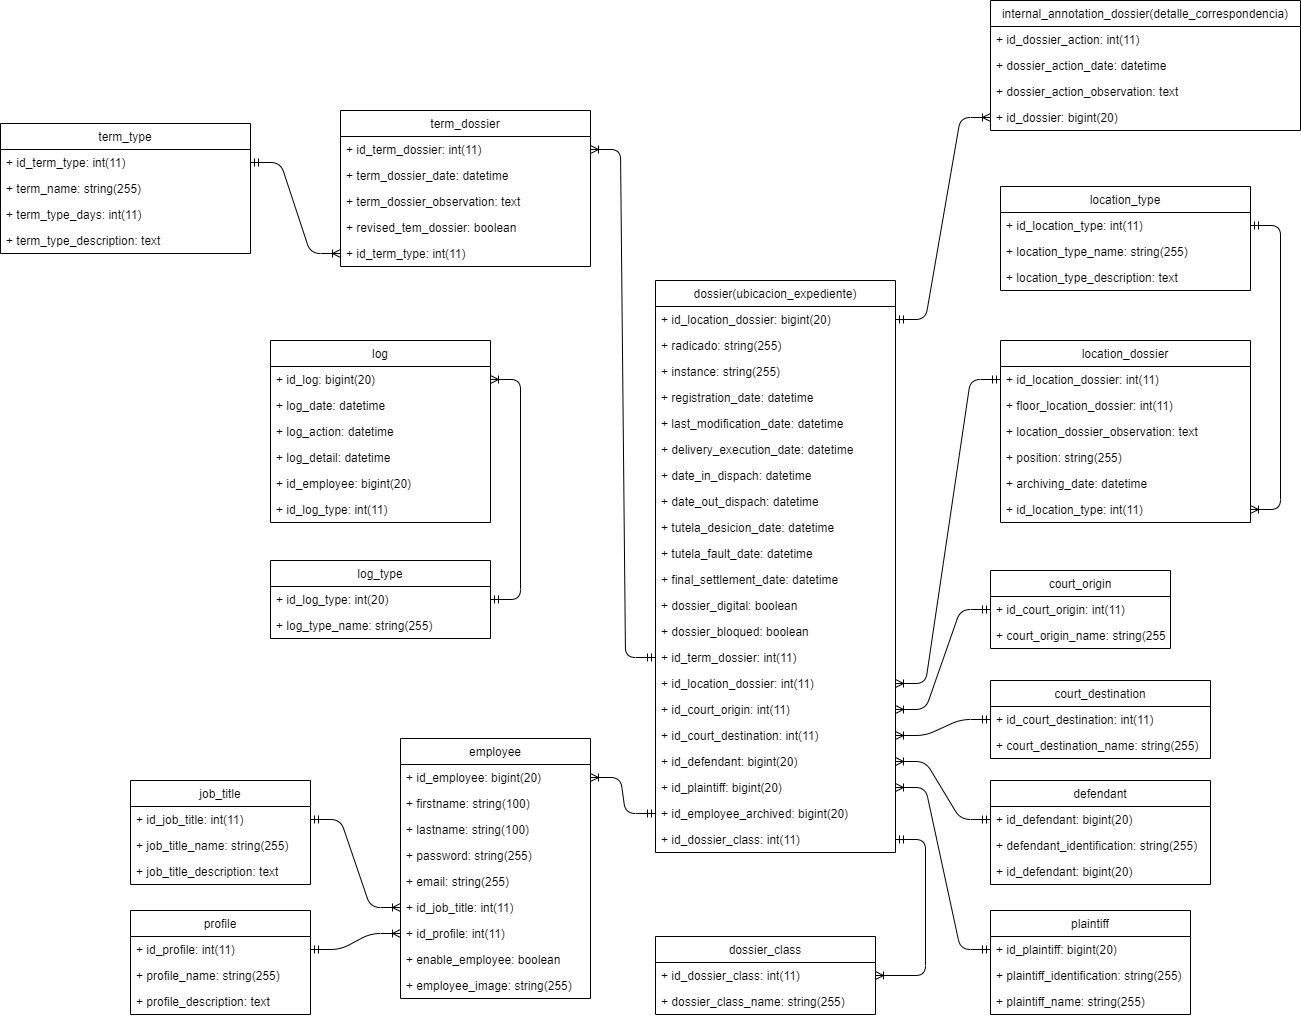 internal_annotation_dossier(detalle_correspondencia)
+ id_dossier_action: int(11)
+ dossier_action_date: datetime
+ dossier_action_observation: text
+ id_dossier: bigint(20)
term_type
+ id_term_type: int(11)
+ term_name: string(255)
+ term_type_days: int(11)
+ term_type_description: text
term_dossier
+ id_term_dossier: int(11)
+ term_dossier_date: datetime
+ term_dossier_observation: text
+ revised_tem_dossier: boolean
+ id_term_type: int(11)
location_type
+ id_location_type: int(11)
+ location_type_name: string(255)
+ location_type_description: text
dossier(ubicacion_expediente)
+ id_location_dossier: bigint(20)
+ radicado: string(255)
+ instance: string(255)
+ registration_date: datetime
+ last_modification_date: datetime
+ delivery_execution_date: datetime
+ date_in_dispach: datetime
+ date_out_dispach: datetime
+ tutela_desicion_date: datetime
+ tutela_fault_date: datetime
+ final_settlement_date: datetime
+ dossier_digital: boolean
+ dossier_bloqued: boolean
+ id_term_dossier: int(11)
+ id_location_dossier: int(11)
+ id_court_origin: int(11)
+ id_court_destination: int(11)
+ id_defendant: bigint(20)
+ id_plaintiff: bigint(20)
+ id_employee_archived: bigint(20)
+ id_dossier_class: int(11)
log
+ id_log: bigint(20)
+ log_date: datetime
+ log_action: datetime
+ log_detail: datetime
+ id_employee: bigint(20)
+ id_log_type: int(11)
location_dossier
+ id_location_dossier: int(11)
+ floor_location_dossier: int(11)
+ location_dossier_observation: text
+ position: string(255)
+ archiving_date: datetime
+ id_location_type: int(11)
log_type
+ id_log_type: int(20)
+ log_type_name: string(255)
court_origin
+ id_court_origin: int(11)
+ court_origin_name: string(255
court_destination
+ id_court_destination: int(11)
+ court_destination_name: string(255)
employee
+ id_employee: bigint(20)
+ firstname: string(100)
+ lastname: string(100)
+ password: string(255)
+ email: string(255)
+ id_job_title: int(11)
+ id_profile: int(11)
+ enable_employee: boolean
+ employee_image: string(255)
job_title
+ id_job_title: int(11)
+ job_title_name: string(255)
+ job_title_description: text
defendant
+ id_defendant: bigint(20)
+ defendant_identification: string(255)
+ id_defendant: bigint(20)
profile
+ id_profile: int(11)
+ profile_name: string(255)
+ profile_description: text
dossier_class
+ id_dossier_class: int(11)
+ dossier_class_name: string(255)
plaintiff
+ id_plaintiff: bigint(20)
+ plaintiff_identification: string(255)
+ plaintiff_name: string(255)